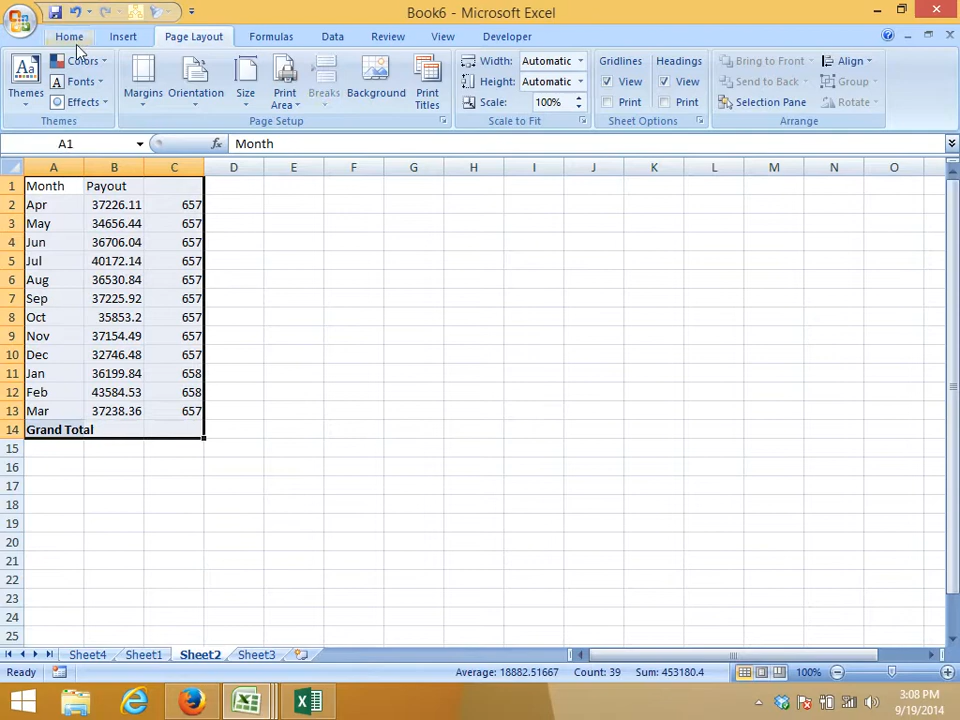 Book6 - Microsoft Excel
Home Insert Page Layout Formulas Data Review View Developer
Themes Colors Fonts Effects
Themes
Margins Orientation Size Print Area Breaks Background Print Titles
Page Setup
Width: Automatic
Height: Automatic
Scale: 100%
Scale to Fit
Gridlines Headings
View View
Print Print
Sheet Options
Bring to Front Align
Send to Back Group
Selection Pane Rotate
Arrange
A1 fx Month
A B C D E F G H I J K L M N O
1 Month Payout
2 Apr 37226.11 657
3 May 34656.44 657
4 Jun 36706.04 657
5 Jul 40172.14 657
6 Aug 36530.84 657
7 Sep 37225.92 657
8 Oct 35853.2 657
9 Nov 37154.49 657
10 Dec 32746.48 657
11 Jan 36199.84 658
12 Feb 43584.53 658
13 Mar 37238.36 657
14 Grand Total
15
16
17
18
19
20
21
22
23
24
25
Sheet4 Sheet1 Sheet2 Sheet3
Ready Average: 18882.51667 Count: 39 Sum: 453180.4 100%
3:08 PM
9/19/2014